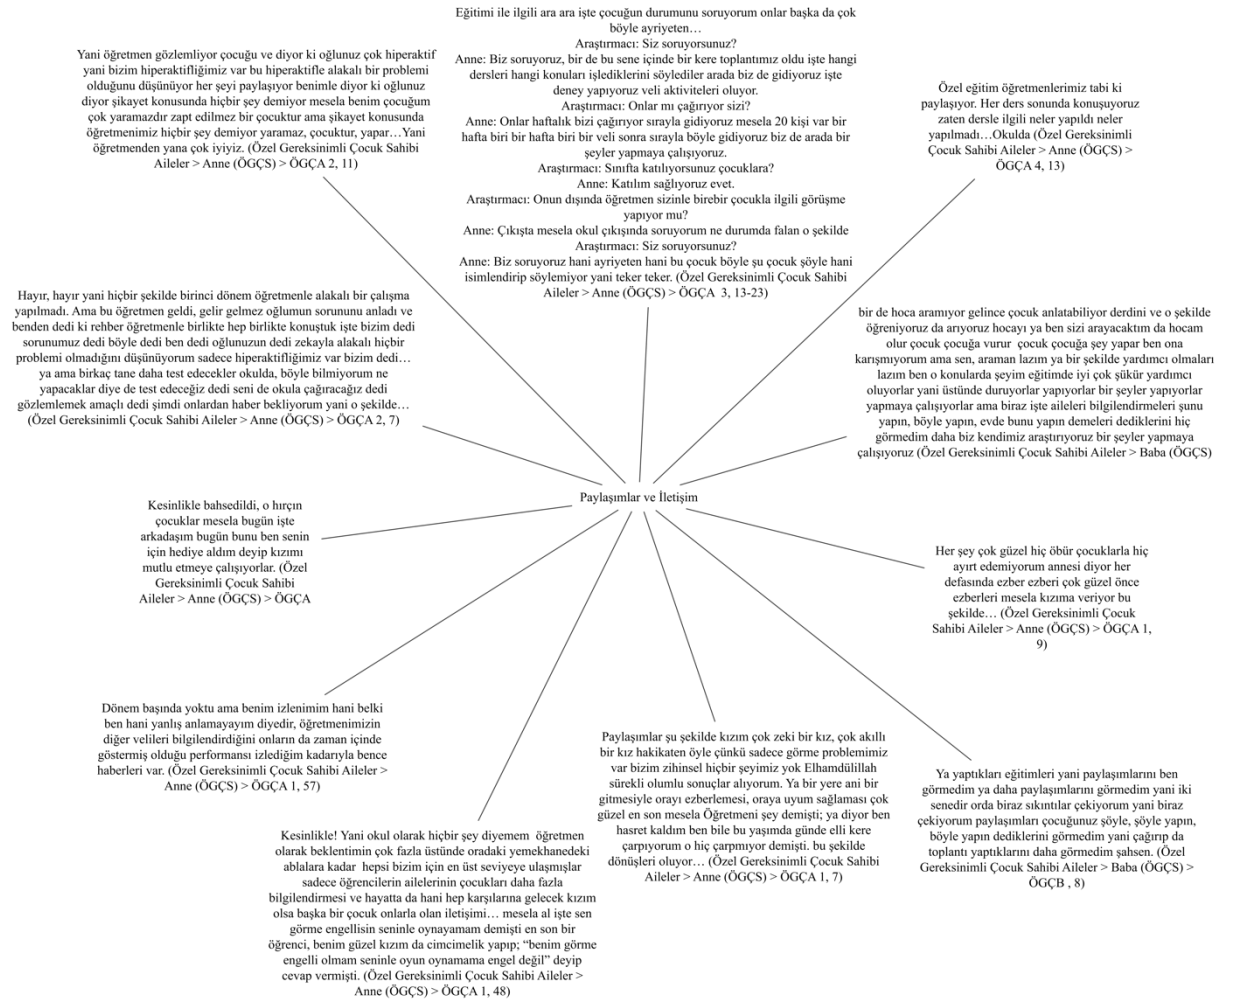 Eğitimi ile ilgili ara ara işte çocuğun durumunu soruyorum onlar başka da çok
böyle ayriyeten…
Araştırmacı: Siz soruyorsunuz?
Anne: Biz soruyoruz, bir de bu sene içinde bir kere toplantımız oldu işte hangi
dersleri hangi konuları işlediklerini söylediler arada biz de gidiyoruz işte
deney yapıyoruz veli aktiviteleri oluyor.
Araştırmacı: Onlar mı çağırıyor sizi?
Anne: Onlar haftalık bizi çağırıyor sırayla gidiyoruz mesela 20 kişi var bir
hafta biri bir hafta biri bir veli sonra sırayla böyle gidiyoruz biz de arada bir
şeyler yapmaya çalışıyoruz.
Araştırmacı: Sınıfta katılıyorsunuz çocuklara?
Anne: Katılım sağlıyoruz evet.
Araştırmacı: Onun dışında öğretmen sizinle birebir çocukla ilgili görüşme
yapıyor mu?
Anne: Çıkışta mesela okul çıkışında soruyorum ne durumda falan o şekilde
Araştırmacı: Siz soruyorsunuz?
Anne: Biz soruyoruz hani ayriyeten hani bu çocuk böyle şu çocuk şöyle hani
isimlendirip söylemiyor yani teker teker. (Özel Gereksinimli Çocuk Sahibi
Aileler > Anne (ÖGÇS) > ÖGÇA 3, 13-23)
Yani öğretmen gözlemliyor çocuğu ve diyor ki oğlunuz çok hiperaktif
yani bizim hiperaktifliğimiz var bu hiperaktifle alakalı bir problemi
olduğunu düşünüyor her şeyi paylaşıyor benimle diyor ki oğlunuz
diyor şikayet konusunda hiçbir şey demiyor mesela benim çocuğum
çok yaramazdır zapt edilmez bir çocuktur ama şikayet konusunda
öğretmenimiz hiçbir şey demiyor yaramaz, çocuktur, yapar…Yani
öğretmenden yana çok iyiyiz. (Özel Gereksinimli Çocuk Sahibi
Aileler > Anne (ÖGÇS) > ÖGÇA 2, 11)
Özel eğitim öğretmenlerimiz tabi ki
paylaşıyor. Her ders sonunda konuşuyoruz
zaten dersle ilgili neler yapıldı neler
yapılmadı…Okulda (Özel Gereksinimli
Çocuk Sahibi Aileler > Anne (ÖGÇS) >
ÖGÇA 4, 13)
Hayır, hayır yani hiçbir şekilde birinci dönem öğretmenle alakalı bir çalışma
yapılmadı. Ama bu öğretmen geldi, gelir gelmez oğlumun sorununu anladı ve
benden dedi ki rehber öğretmenle birlikte hep birlikte konuştuk işte bizim dedi
sorunumuz dedi böyle dedi ben dedi oğlunuzun dedi zekayla alakalı hiçbir
problemi olmadığını düşünüyorum sadece hiperaktifliğimiz var bizim dedi…
ya ama birkaç tane daha test edecekler okulda, böyle bilmiyorum ne
yapacaklar diye de test edeceğiz dedi seni de okula çağıracağız dedi
gözlemlemek amaçlı dedi şimdi onlardan haber bekliyorum yani o şekilde…
(Özel Gereksinimli Çocuk Sahibi Aileler > Anne (ÖGÇS) > ÖGÇA 2, 7)
bir de hoca aramıyor gelince çocuk anlatabiliyor derdini ve o şekilde
öğreniyoruz da arıyoruz hocayı ya ben sizi arayacaktım da hocam
olur çocuk çocuğa vurur çocuk çocuğa şey yapar ben ona
karışmıyorum ama sen, araman lazım ya bir şekilde yardımcı olmaları
lazım ben o konularda şeyim eğitimde iyi çok şükür yardımcı
oluyorlar yani üstünde duruyorlar yapıyorlar bir şeyler yapıyorlar
yapmaya çalışıyorlar ama biraz işte aileleri bilgilendirmeleri şunu
yapın, böyle yapın, evde bunu yapın demeleri dediklerini hiç
görmedim daha biz kendimiz araştırıyoruz bir şeyler yapmaya
çalışıyoruz (Özel Gereksinimli Çocuk Sahibi Aileler > Baba (ÖGÇS)
Paylaşımlar ve İletişim
Kesinlikle bahsedildi, o hırçın
çocuklar mesela bugün işte
arkadaşım bugün bunu ben senin
için hediye aldım deyip kızımı
mutlu etmeye çalışıyorlar. (Özel
Gereksinimli Çocuk Sahibi
Aileler > Anne (ÖGÇS) > ÖGÇA
Her şey çok güzel hiç öbür çocuklarla hiç
ayırt edemiyorum annesi diyor her
defasında ezber ezberi çok güzel önce
ezberleri mesela kızıma veriyor bu
şekilde… (Özel Gereksinimli Çocuk
Sahibi Aileler > Anne (ÖGÇS) > ÖGÇA 1,
9)
Dönem başında yoktu ama benim izlenimim hani belki
ben hani yanlış anlamayayım diyedir, öğretmenimizin
diğer velileri bilgilendirdiğini onların da zaman içinde
göstermiş olduğu performansı izlediğim kadarıyla bence
haberleri var. (Özel Gereksinimli Çocuk Sahibi Aileler >
Anne (ÖGÇS) > ÖGÇA 1, 57)
Paylaşımlar şu şekilde kızım çok zeki bir kız, çok akıllı
bir kız hakikaten öyle çünkü sadece görme problemimiz
var bizim zihinsel hiçbir şeyimiz yok Elhamdülillah
sürekli olumlu sonuçlar alıyorum. Ya bir yere ani bir
gitmesiyle orayı ezberlemesi, oraya uyum sağlaması çok
güzel en son mesela Öğretmeni şey demişti; ya diyor ben
hasret kaldım ben bile bu yaşımda günde elli kere
çarpıyorum o hiç çarpmıyor demişti. bu şekilde
dönüşleri oluyor… (Özel Gereksinimli Çocuk Sahibi
Aileler > Anne (ÖGÇS) > ÖGÇA 1, 7)
Ya yaptıkları eğitimleri yani paylaşımlarını ben
görmedim ya daha paylaşımlarını görmedim yani iki
senedir orda biraz sıkıntılar çekiyorum yani biraz
çekiyorum paylaşımları çocuğunuz şöyle, şöyle yapın,
böyle yapın dediklerini görmedim yani çağırıp da
toplantı yaptıklarını daha görmedim şahsen. (Özel
Gereksinimli Çocuk Sahibi Aileler > Baba (ÖGÇS) >
ÖGÇB , 8)
Kesinlikle! Yani okul olarak hiçbir şey diyemem öğretmen
olarak beklentimin çok fazla üstünde oradaki yemekhanedeki
ablalara kadar hepsi bizim için en üst seviyeye ulaşmışlar
sadece öğrencilerin ailelerinin çocukları daha fazla
bilgilendirmesi ve hayatta da hani hep karşılarına gelecek kızım
olsa başka bir çocuk onlarla olan iletişimi… mesela al işte sen
görme engellisin seninle oynayamam demişti en son bir
öğrenci, benim güzel kızım da cimcimelik yapıp; “benim görme
engelli olmam seninle oyun oynamama engel değil” deyip
cevap vermişti. (Özel Gereksinimli Çocuk Sahibi Aileler >
Anne (ÖGÇS) > ÖGÇA 1, 48)